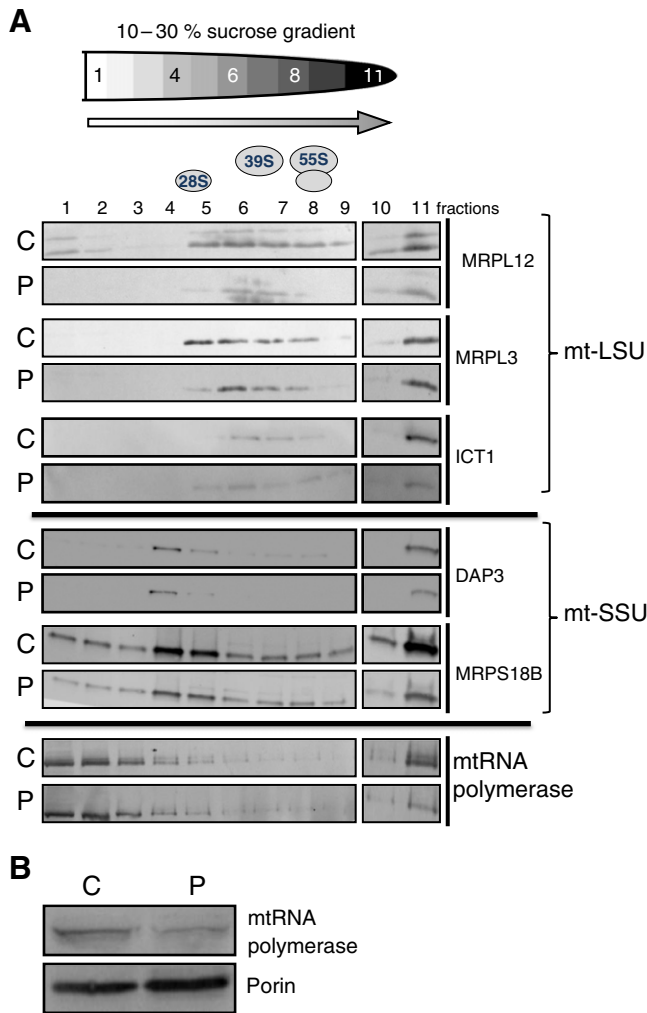 A
10–30 % sucrose gradient
1 4 6 8 11
39S 55S
28S
1 2 3 4 5 6 7 8 9 10 11 fractions
C
MRPL12
P
C
MRPL3
P
mt-LSU
C
ICT1
P
C
DAP3
P
mt-SSU
C
MRPS18B
P
C
mtRNA
polymerase
P
B
C P
mtRNA
polymerase
Porin